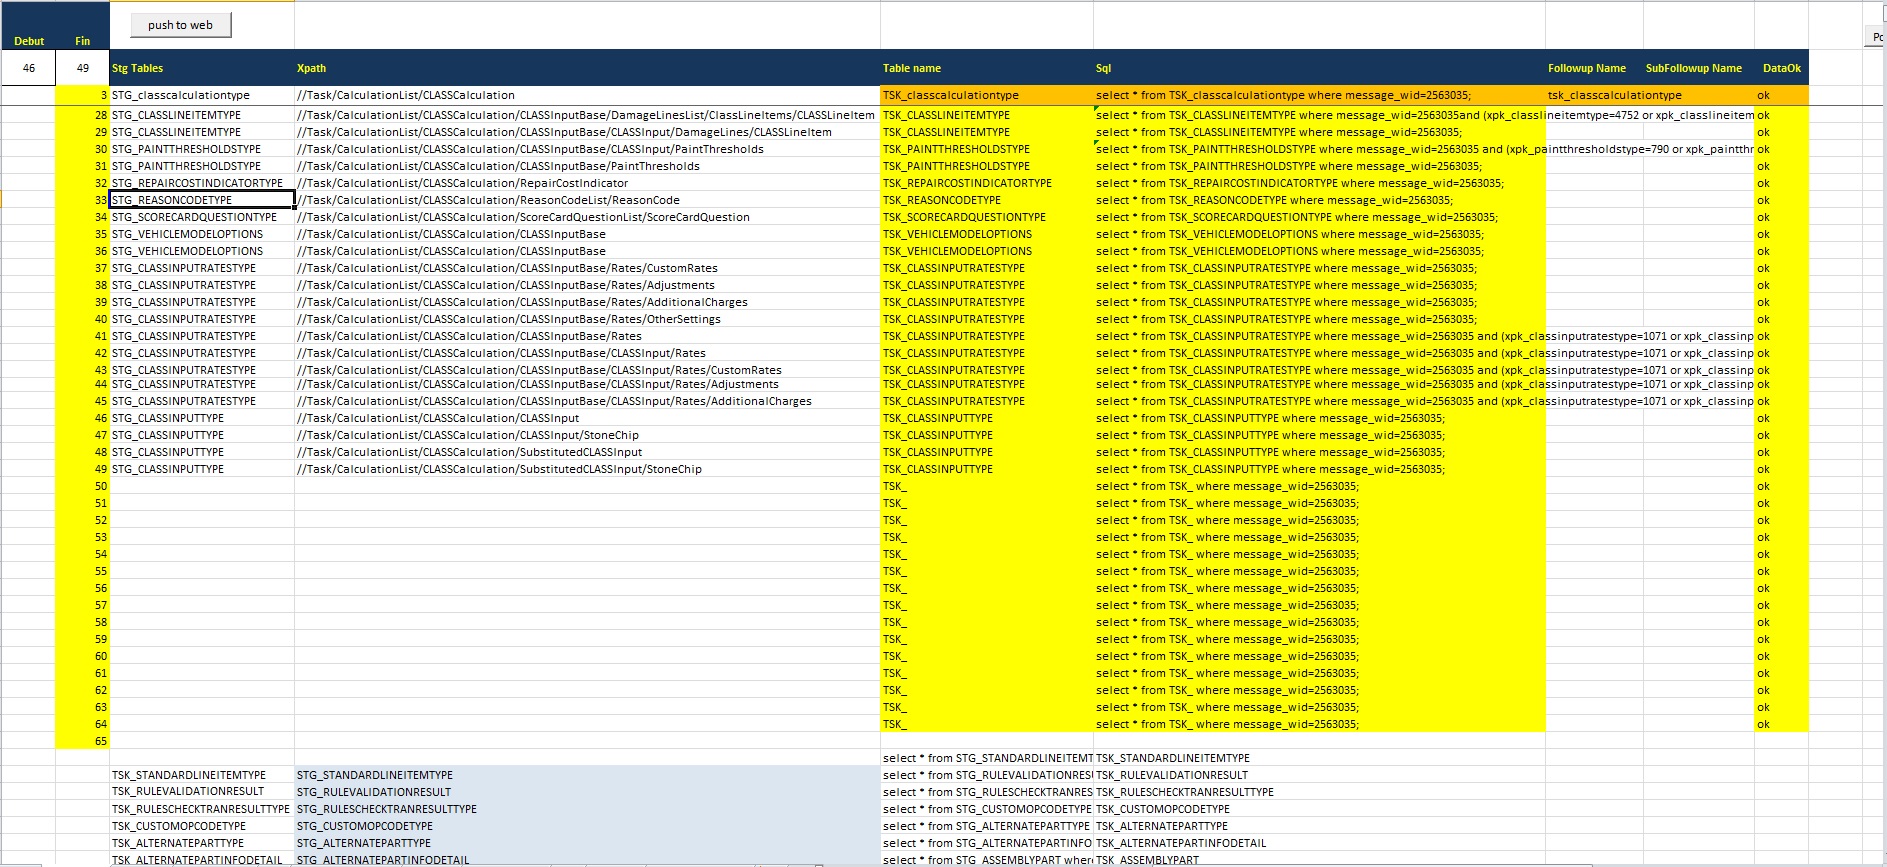 push to web
Debut Fin
46 49 Stg Tables Xpath Table name Sql Followup Name SubFollowup Name DataOk
3 STG_classcalculationtype //Task/CalculationList/CLASSCalculation TSK_classcalculationtype select * from TSK_classcalculationtype where message_wid=2563035; tsk_classcalculationtype ok
28 STG_CLASSLINEITEMTYPE //Task/CalculationList/CLASSCalculation/CLASSInputBase/DamageLinesList/ClassLineItems/CLASSLineItem TSK_CLASSLINEITEMTYPE select * from TSK_CLASSLINEITEMTYPE where message_wid=2563035and (xpk_classlineitemtype=4752 or xpk_classlineitem ok
29 STG_CLASSLINEITEMTYPE //Task/CalculationList/CLASSCalculation/CLASSInputBase/CLASSInput/DamageLines/CLASSLineItem TSK_CLASSLINEITEMTYPE select * from TSK_CLASSLINEITEMTYPE where message_wid=2563035; ok
30 STG_PAINTTHRESHOLDSTYPE //Task/CalculationList/CLASSCalculation/CLASSInputBase/CLASSInput/PaintThresholds TSK_PAINTTHRESHOLDSTYPE select * from TSK_PAINTTHRESHOLDSTYPE where message_wid=2563035 and (xpk_paintthresholdstype=790 or xpk_paintthr ok
31 STG_PAINTTHRESHOLDSTYPE //Task/CalculationList/CLASSCalculation/CLASSInputBase/PaintThresholds TSK_PAINTTHRESHOLDSTYPE select * from TSK_PAINTTHRESHOLDSTYPE where message_wid=2563035; ok
32 STG_REPAIRCOSTINDICATORTYPE //Task/CalculationList/CLASSCalculation/RepairCostIndicator TSK_REPAIRCOSTINDICATORTYPE select * from TSK_REPAIRCOSTINDICATORTYPE where message_wid=2563035; ok
33 STG_REASONCODETYPE //Task/CalculationList/CLASSCalculation/ReasonCodeList/ReasonCode TSK_REASONCODETYPE select * from TSK_REASONCODETYPE where message_wid=2563035; ok
34 STG_SCORECARDQUESTIONTYPE //Task/CalculationList/CLASSCalculation/ScoreCardQuestionList/ScoreCardQuestion TSK_SCORECARDQUESTIONTYPE select * from TSK_SCORECARDQUESTIONTYPE where message_wid=2563035; ok
35 STG_VEHICLEMODELOPTIONS //Task/CalculationList/CLASSCalculation/CLASSInputBase TSK_VEHICLEMODELOPTIONS select * from TSK_VEHICLEMODELOPTIONS where message_wid=2563035; ok
36 STG_VEHICLEMODELOPTIONS //Task/CalculationList/CLASSCalculation/CLASSInputBase TSK_VEHICLEMODELOPTIONS select * from TSK_VEHICLEMODELOPTIONS where message_wid=2563035; ok
37 STG_CLASSINPUTRATESTYPE //Task/CalculationList/CLASSCalculation/CLASSInputBase/Rates/CustomRates TSK_CLASSINPUTRATESTYPE select * from TSK_CLASSINPUTRATESTYPE where message_wid=2563035; ok
38 STG_CLASSINPUTRATESTYPE //Task/CalculationList/CLASSCalculation/CLASSInputBase/Rates/Adjustments TSK_CLASSINPUTRATESTYPE select * from TSK_CLASSINPUTRATESTYPE where message_wid=2563035; ok
39 STG_CLASSINPUTRATESTYPE //Task/CalculationList/CLASSCalculation/CLASSInputBase/Rates/AdditionalCharges TSK_CLASSINPUTRATESTYPE select * from TSK_CLASSINPUTRATESTYPE where message_wid=2563035; ok
40 STG_CLASSINPUTRATESTYPE //Task/CalculationList/CLASSCalculation/CLASSInputBase/Rates/OtherSettings TSK_CLASSINPUTRATESTYPE select * from TSK_CLASSINPUTRATESTYPE where message_wid=2563035; ok
41 STG_CLASSINPUTRATESTYPE //Task/CalculationList/CLASSCalculation/CLASSInputBase/Rates TSK_CLASSINPUTRATESTYPE select * from TSK_CLASSINPUTRATESTYPE where message_wid=2563035 and (xpk_classinputratestype=1071 or xpk_classinp ok
42 STG_CLASSINPUTRATESTYPE //Task/CalculationList/CLASSCalculation/CLASSInputBase/CLASSInput/Rates TSK_CLASSINPUTRATESTYPE select * from TSK_CLASSINPUTRATESTYPE where message_wid=2563035 and (xpk_classinputratestype=1071 or xpk_classinp ok
43 STG_CLASSINPUTRATESTYPE //Task/CalculationList/CLASSCalculation/CLASSInputBase/CLASSInput/Rates/CustomRates TSK_CLASSINPUTRATESTYPE select * from TSK_CLASSINPUTRATESTYPE where message_wid=2563035 and (xpk_classinputratestype=1071 or xpk_classinp ok
44 STG_CLASSINPUTRATESTYPE //Task/CalculationList/CLASSCalculation/CLASSInputBase/CLASSInput/Rates/Adjustments TSK_CLASSINPUTRATESTYPE select * from TSK_CLASSINPUTRATESTYPE where message_wid=2563035 and (xpk_classinputratestype=1071 or xpk_classinp ok
45 STG_CLASSINPUTRATESTYPE //Task/CalculationList/CLASSCalculation/CLASSInputBase/CLASSInput/Rates/AdditionalCharges TSK_CLASSINPUTRATESTYPE select * from TSK_CLASSINPUTRATESTYPE where message_wid=2563035 and (xpk_classinputratestype=1071 or xpk_classinp ok
46 STG_CLASSINPUTTYPE //Task/CalculationList/CLASSCalculation/CLASSInput TSK_CLASSINPUTTYPE select * from TSK_CLASSINPUTTYPE where message_wid=2563035; ok
47 STG_CLASSINPUTTYPE //Task/CalculationList/CLASSCalculation/CLASSInput/StoneChip TSK_CLASSINPUTTYPE select * from TSK_CLASSINPUTTYPE where message_wid=2563035; ok
48 STG_CLASSINPUTTYPE //Task/CalculationList/CLASSCalculation/SubstitutedCLASSInput TSK_CLASSINPUTTYPE select * from TSK_CLASSINPUTTYPE where message_wid=2563035; ok
49 STG_CLASSINPUTTYPE //Task/CalculationList/CLASSCalculation/SubstitutedCLASSInput/StoneChip TSK_CLASSINPUTTYPE select * from TSK_CLASSINPUTTYPE where message_wid=2563035; ok
50 TSK_ select * from TSK_ where message_wid=2563035; ok
51 TSK_ select * from TSK_ where message_wid=2563035; ok
52 TSK_ select * from TSK_ where message_wid=2563035; ok
53 TSK_ select * from TSK_ where message_wid=2563035; ok
54 TSK_ select * from TSK_ where message_wid=2563035; ok
55 TSK_ select * from TSK_ where message_wid=2563035; ok
56 TSK_ select * from TSK_ where message_wid=2563035; ok
57 TSK_ select * from TSK_ where message_wid=2563035; ok
58 TSK_ select * from TSK_ where message_wid=2563035; ok
59 TSK_ select * from TSK_ where message_wid=2563035; ok
60 TSK_ select * from TSK_ where message_wid=2563035; ok
61 TSK_ select * from TSK_ where message_wid=2563035; ok
62 TSK_ select * from TSK_ where message_wid=2563035; ok
63 TSK_ select * from TSK_ where message_wid=2563035; ok
64 TSK_ select * from TSK_ where message_wid=2563035; ok
65
select * from STG_STANDARDLINEITEMT TSK_STANDARDLINEITEMTYPE
TSK_STANDARDLINEITEMTYPE STG_STANDARDLINEITEMTYPE select * from STG_RULEVALIDATIONRESU TSK_RULEVALIDATIONRESULT
TSK_RULEVALIDATIONRESULT STG_RULEVALIDATIONRESULT select * from STG_RULESCHECKTRANRES TSK_RULESCHECKTRANRESULTTYPE
TSK_RULESCHECKTRANRESULTTYPE STG_RULESCHECKTRANRESULTTYPE select * from STG_CUSTOMOPCODETYPE TSK_CUSTOMOPCODETYPE
TSK_CUSTOMOPCODETYPE STG_CUSTOMOPCODETYPE select * from STG_ALTERNATEPARTTYPE TSK_ALTERNATEPARTTYPE
TSK_ALTERNATEPARTTYPE STG_ALTERNATEPARTTYPE select * from STG_ALTERNATEPARTINFO TSK_ALTERNATEPARTINFODETAIL
TSK_ALTERNATEPARTINFODETAIL STG_ALTERNATEPARTINFODETAIL select * from STG_ASSEMBLYPART wher TSK_ASSEMBLYPART